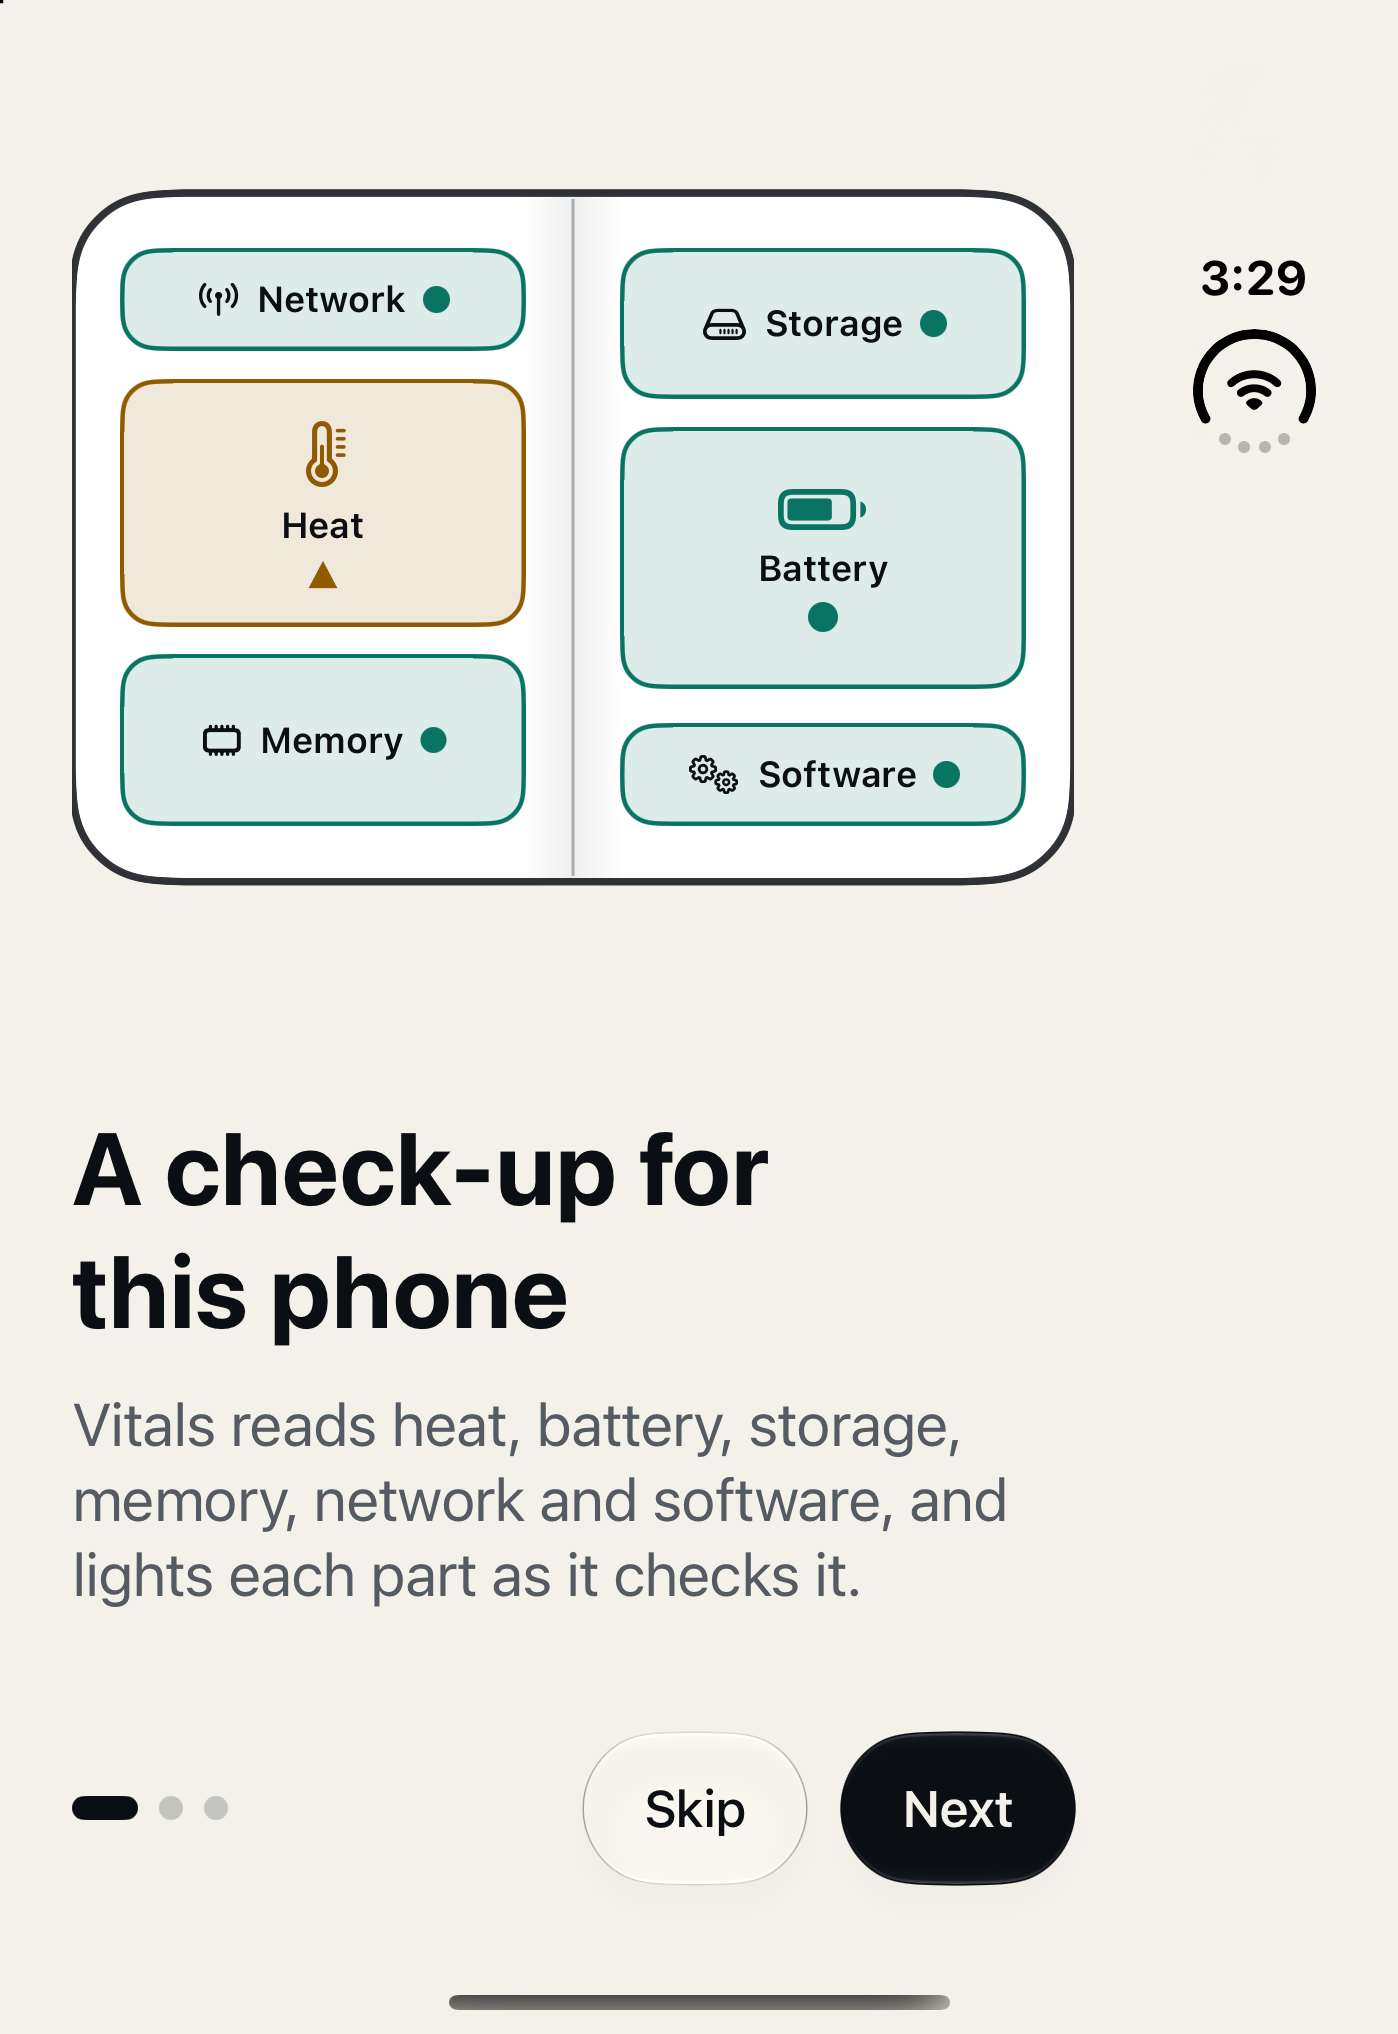 3:29
Network
Heat
Memory
Storage
Battery
Software
A check-up for
this phone
Vitals reads heat, battery, storage,
memory, network and software, and
lights each part as it checks it.
Skip
Next